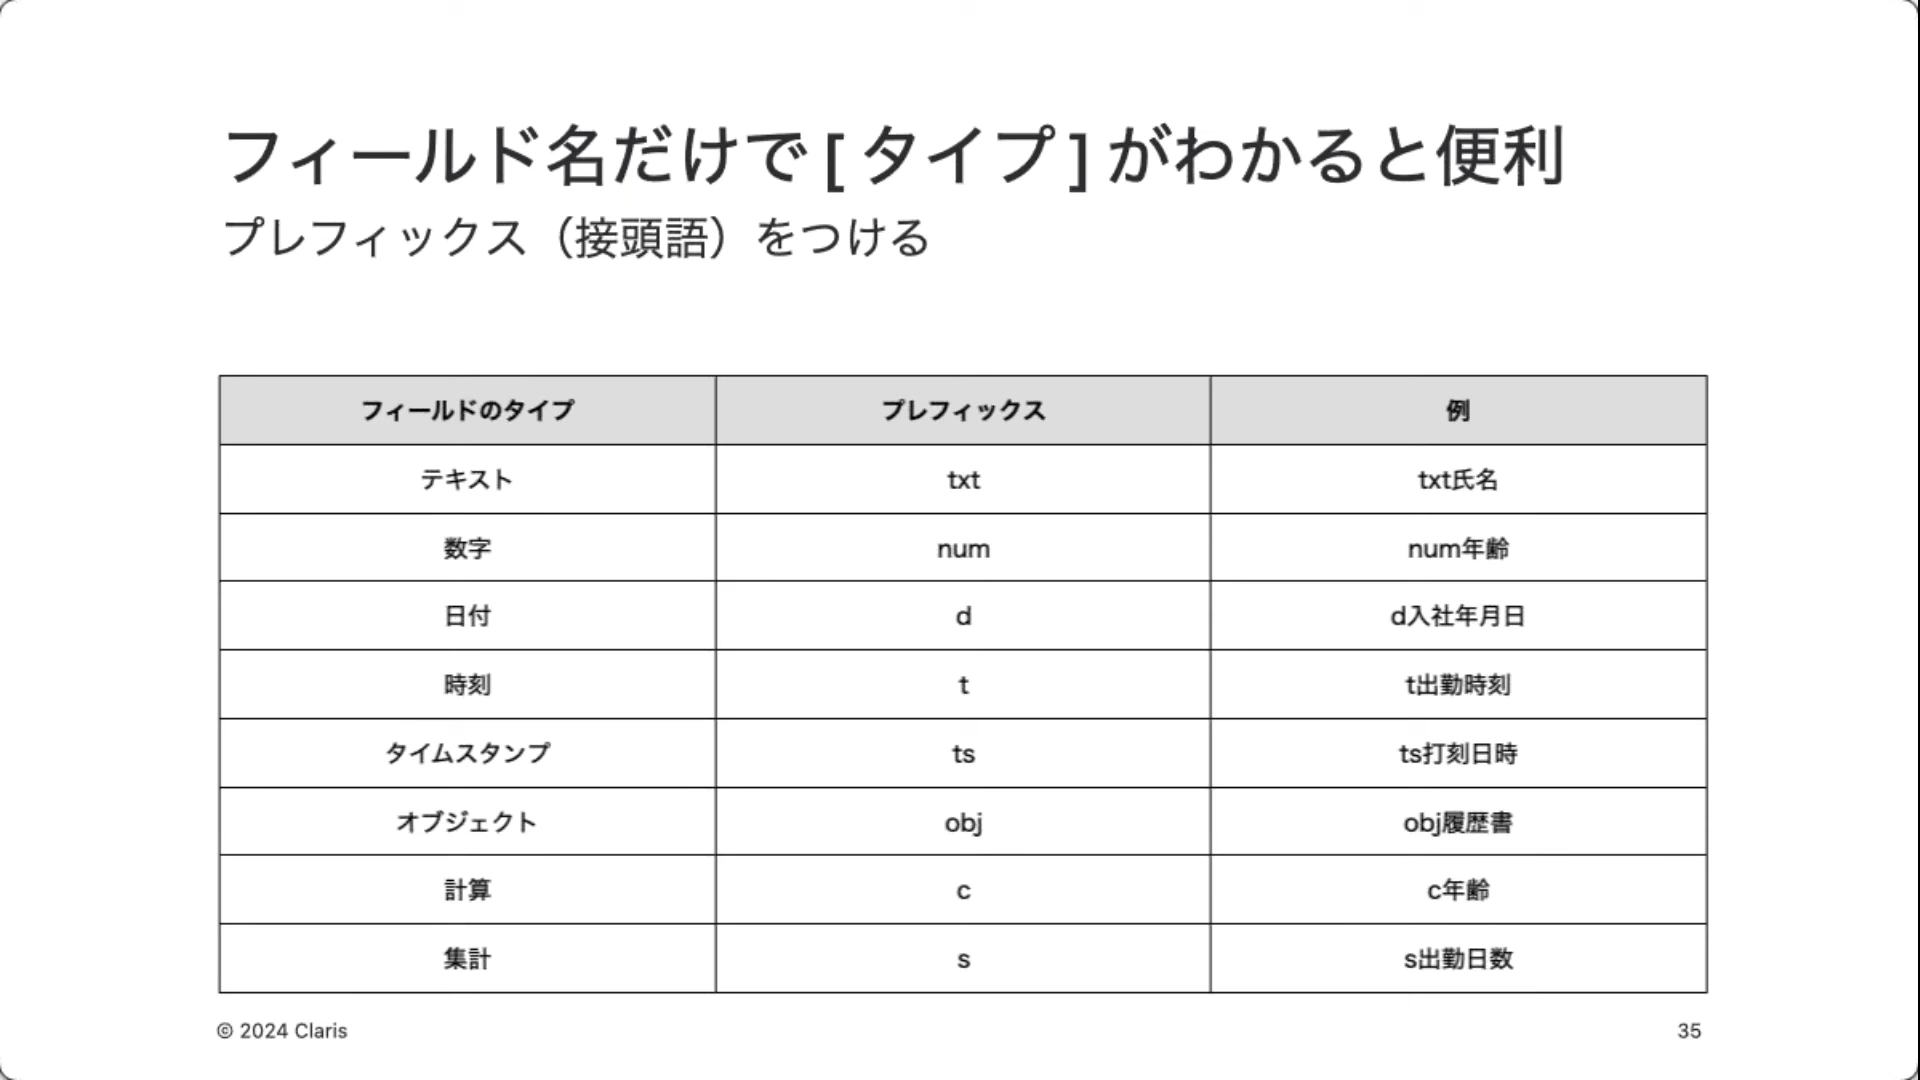 フィールド名だけで [ タイプ ] がわかると便利
プレフィックス（接頭語）をつける
フィールドのタイプ プレフィックス 例
テキスト txt txt氏名
数字 num num年齢
日付 d d入社年月日
時刻 t t出勤時刻
タイムスタンプ ts ts打刻日時
オブジェクト obj obj履歴書
計算 c c年齢
集計 s s出勤日数
© 2024 Claris 35